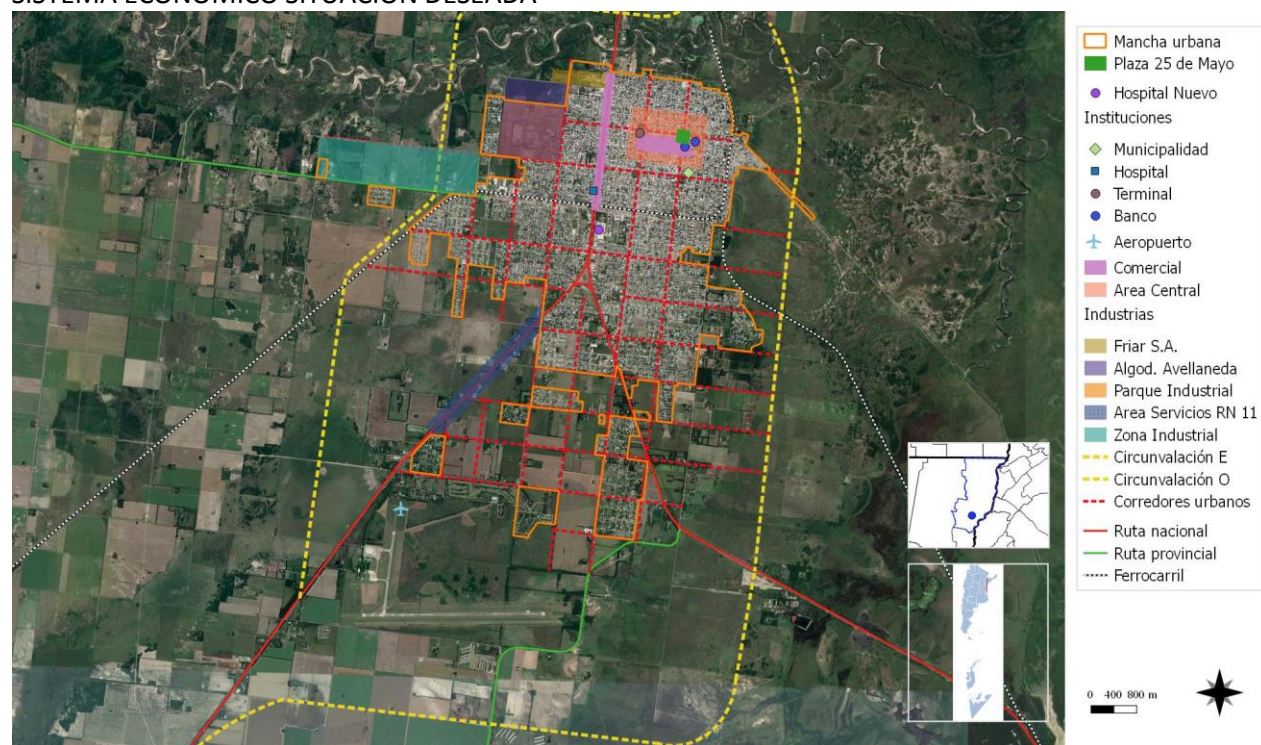 SISTEMA ECONOMICO SITUACION DESEADA
Mancha urbana
Plaza 25 de Mayo
Hospital Nuevo
Instituciones
Municipalidad
Hospital
Terminal
Banco
Aeropuerto
Comercial
Area Central
Industrias
Friar S.A.
Algod. Avellaneda
Parque Industrial
Area Servicios RN 11
Zona Industrial
Circunvalación E
Circunvalación O
Corredores urbanos
Ruta nacional
Ruta provincial
Ferrocarril
0 400 800 m